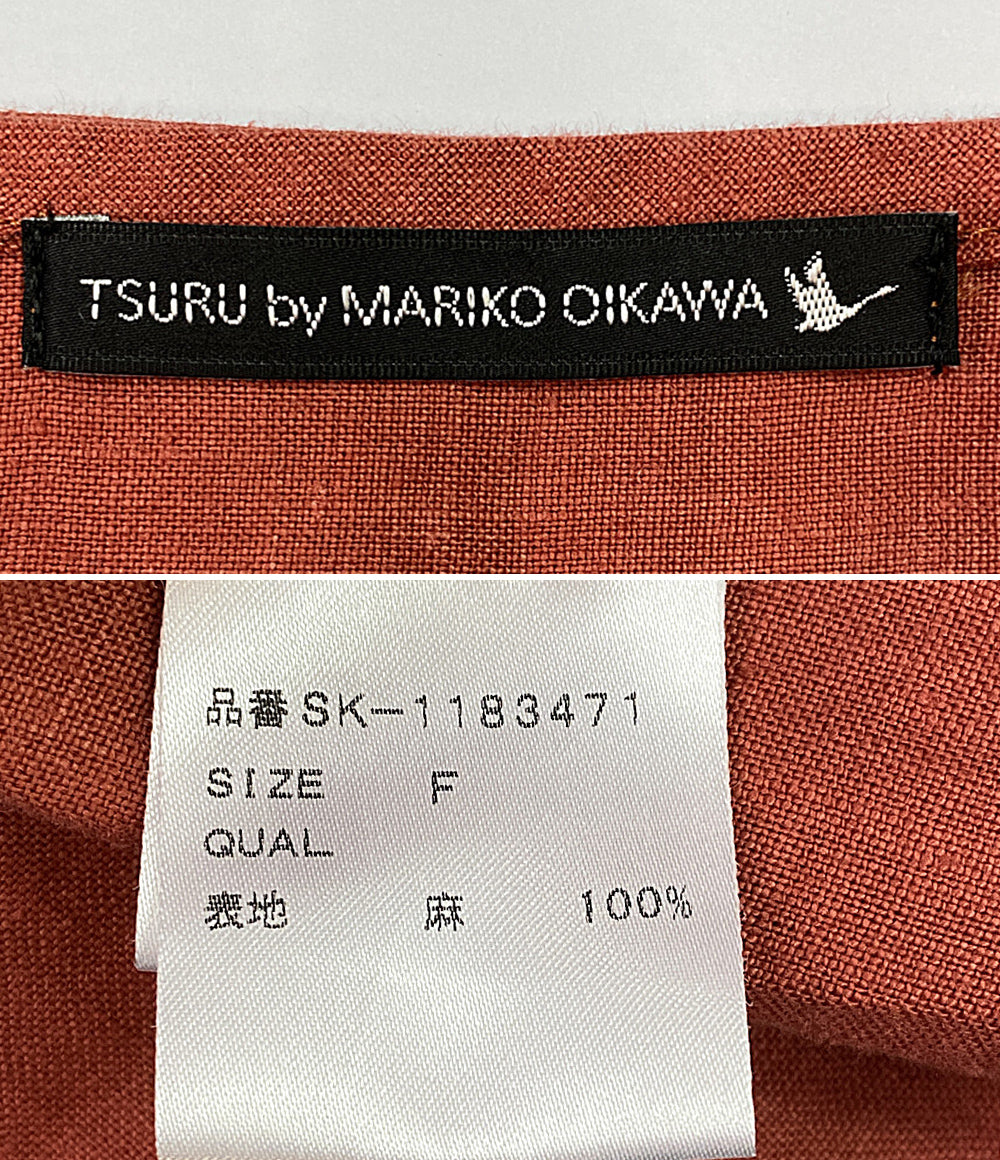 TSURU by MARIKO OIKAWA
品番SK-1183471
SIZE F
QUAL
表地 麻 100%